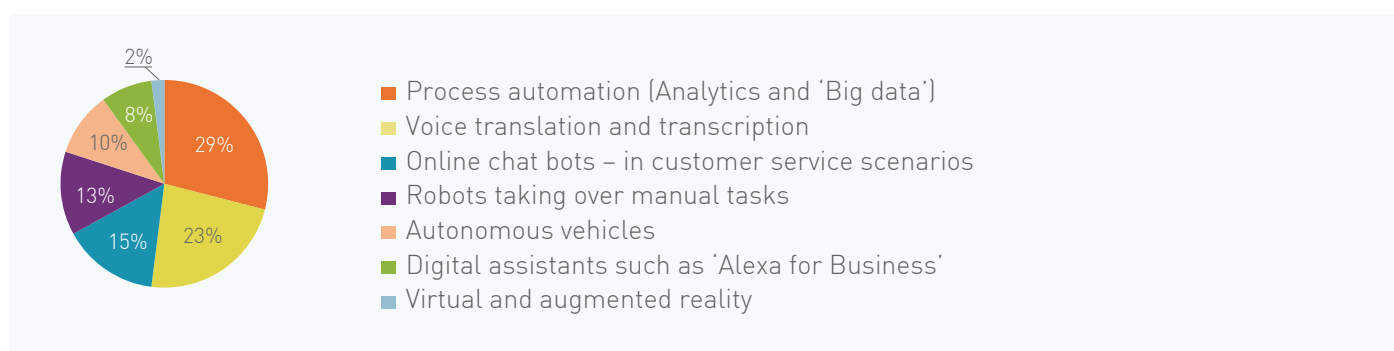 2%
8%
29%
10%
13%
15%
23%
Process automation (Analytics and ‘Big data’)
Voice translation and transcription
Online chat bots – in customer service scenarios
Robots taking over manual tasks
Autonomous vehicles
Digital assistants such as ‘Alexa for Business’
Virtual and augmented reality